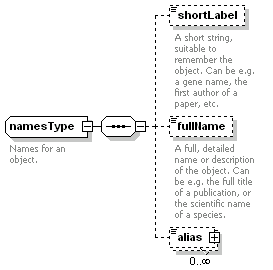 shortLabel
A short string,
suitable to
remember the
object. Can be e.g.
a gene name, the
first author of a
paper, etc.
namesType
Names for an
object.
fullName
A full, detailed
name or description
of the object. Can
be e.g. the full title
of a publication, or
the scientific name
of a species.
alias
0..∞